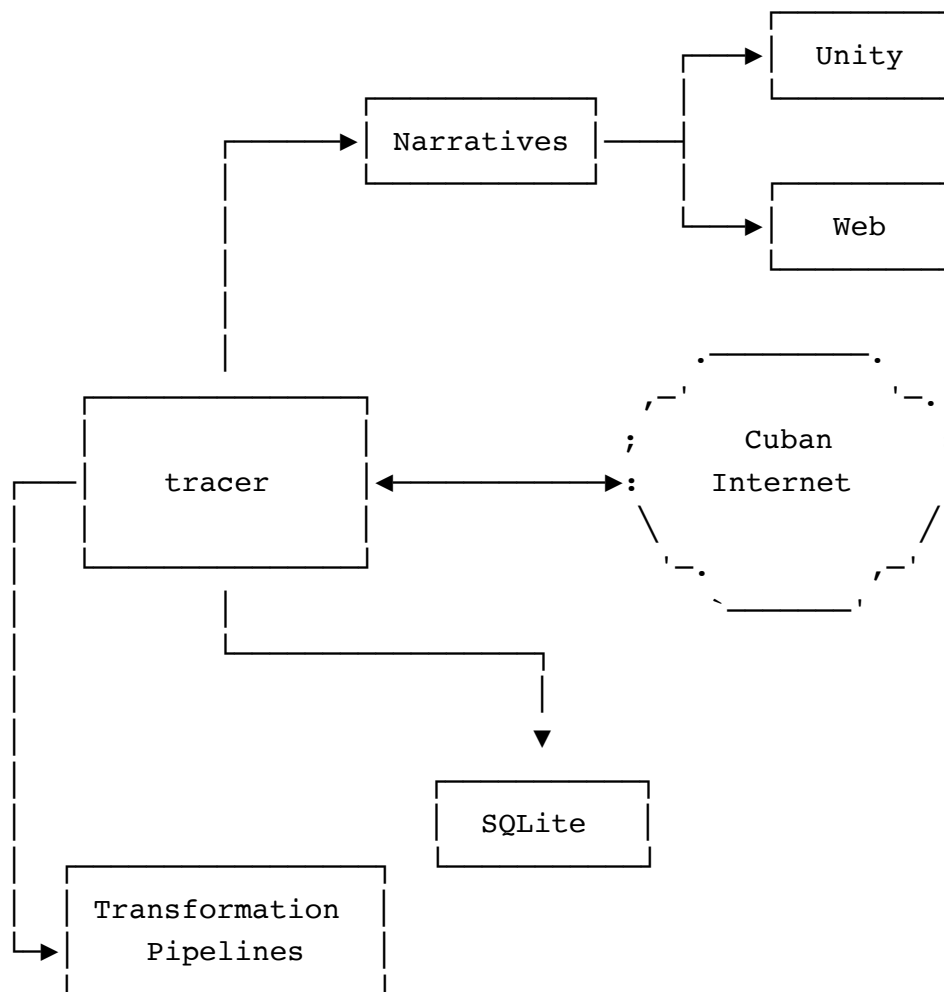 Unity
Narratives
Web
Cuban
Internet
tracer
SQLite
Transformation
Pipelines